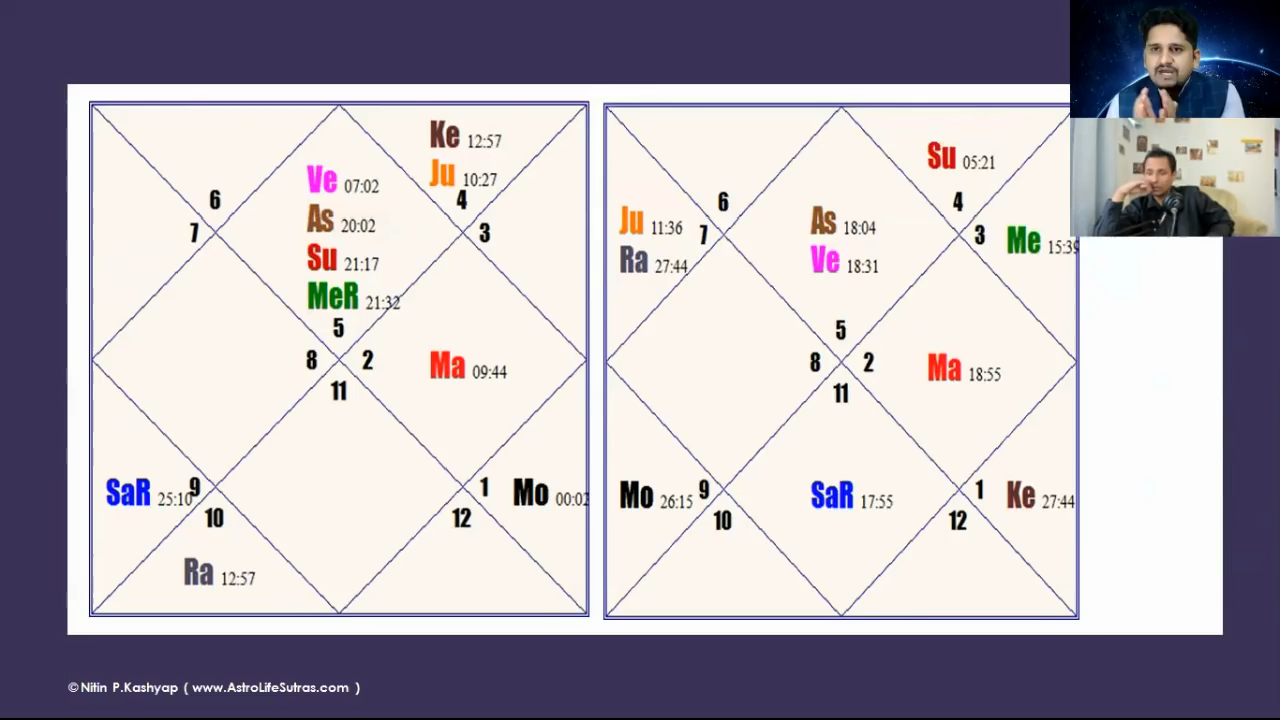 Ke 12:57
Ve 07:02
Ju 10:27
6
4
As 20:02
7
3
Su 21:17
MeR 21:32
5
8
2
Ma 09:44
11
SaR 25:10
9
1
Mo 00:02
10
12
Ra 12:57
Su 05:21
6
4
Ju 11:36
As 18:04
7
3
Me 15:39
Ra 27:44
Ve 18:31
5
8
2
Ma 18:55
11
Mo 26:15
9
SaR 17:55
1
Ke 27:44
10
12
© Nitin P.Kashyap ( www.AstroLifeSutras.com )